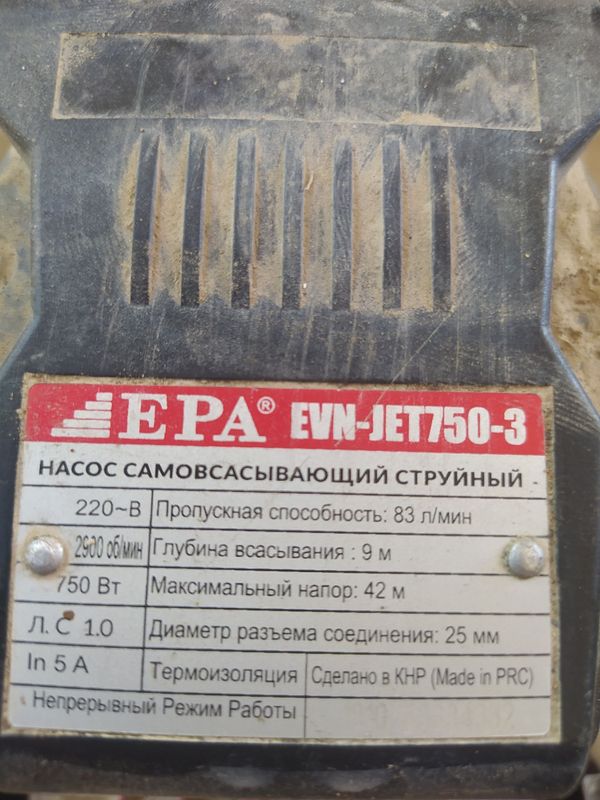 EPA® EVN-JET750-3
НАСОС САМОВСАСЫВАЮЩИЙ СТРУЙНЫЙ
220~В Пропускная способность: 83 л/мин
2900 об/мин Глубина всасывания : 9 м
750 Вт Максимальный напор: 42 м
Л. С 1.0 Диаметр разъема соединения: 25 мм
In 5 A Термоизоляция Сделано в КНР (Made in PRC)
Непрерывный Режим Работы